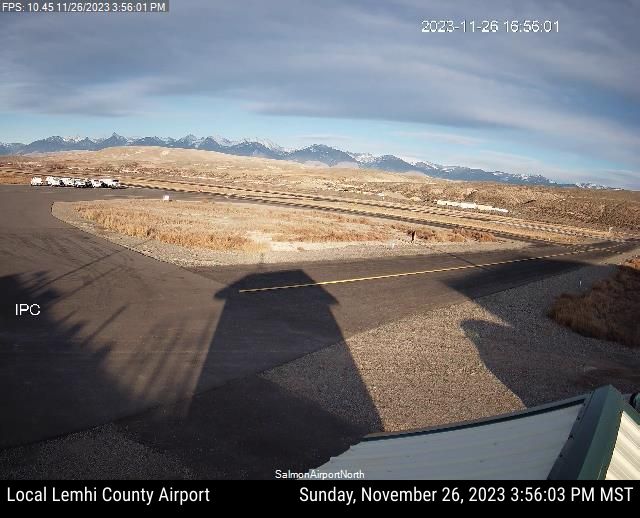 FPS: 10.45 11/26/2023 3:56:01 PM
2023-11-26 16:55:01
IPC
SalmonAirportNorth
Local Lemhi County Airport
Sunday, November 26, 2023 3:56:03 PM MST